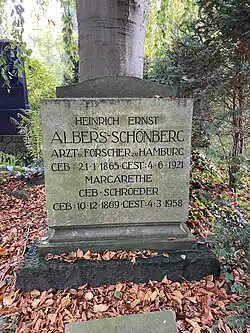 HEINRICH ERNST
ALBERS-SCHÖNBERG
ARZT U. FORSCHER ZU HAMBURG
GEB · 21·1·1865·GEST·4·6·1921
MARGARETHE
GEB·SCHROEDER
GEB·10·12·1869·GEST·4·3·1958